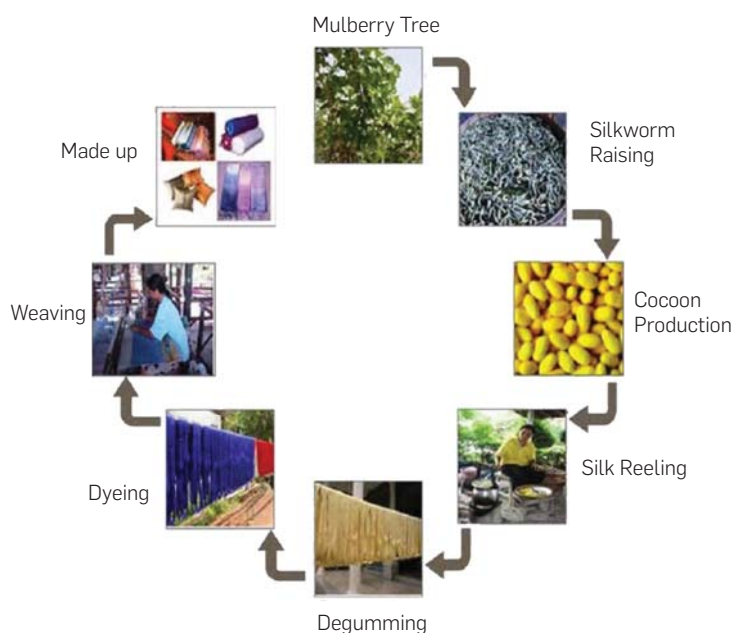 Mulberry Tree
Silkworm
Raising
Cocoon
Production
Silk Reeling
Degumming
Dyeing
Weaving
Made up